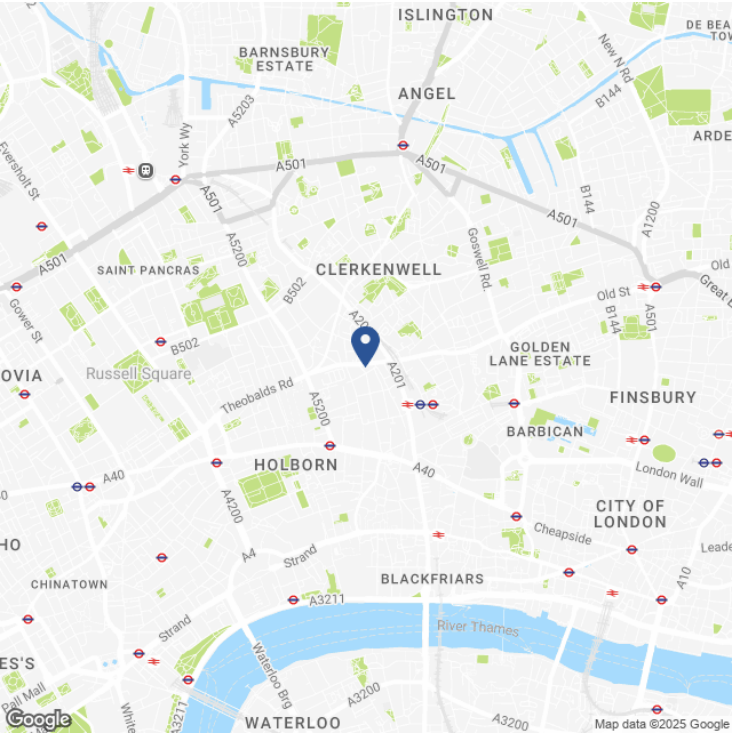 ISLINGTON
DE BEA
TOW
BARNSBURY
ESTATE
New N Rd
ANGEL
B144
A5203
York Wy
ARDE
Eversholt St
A501
A501
A501
B144
A1200
A501
A5200
Goswell Rd.
A501
SAINT PANCRAS
CLERKENWELL
Old
Great E
B502
Old St
Gower St
A20
B144
A501
B502
GOLDEN
LANE ESTATE
OVIA
Russell Square
A201
Theobalds Rd
A5200
FINSBURY
BARBICAN
HOLBORN
A40
A40
40
London Wall
A4200
CITY OF
LONDON
Cheapside
HO
A4
Strand
Leade
CHINATOWN
BLACKFRIARS
A10
A3211
Strand
River Thames
Waterloo Brg
ES'S
Pall Mall
A3200
White
A3211
WATERLOO
A3200
Google
Map data ©2025 Google